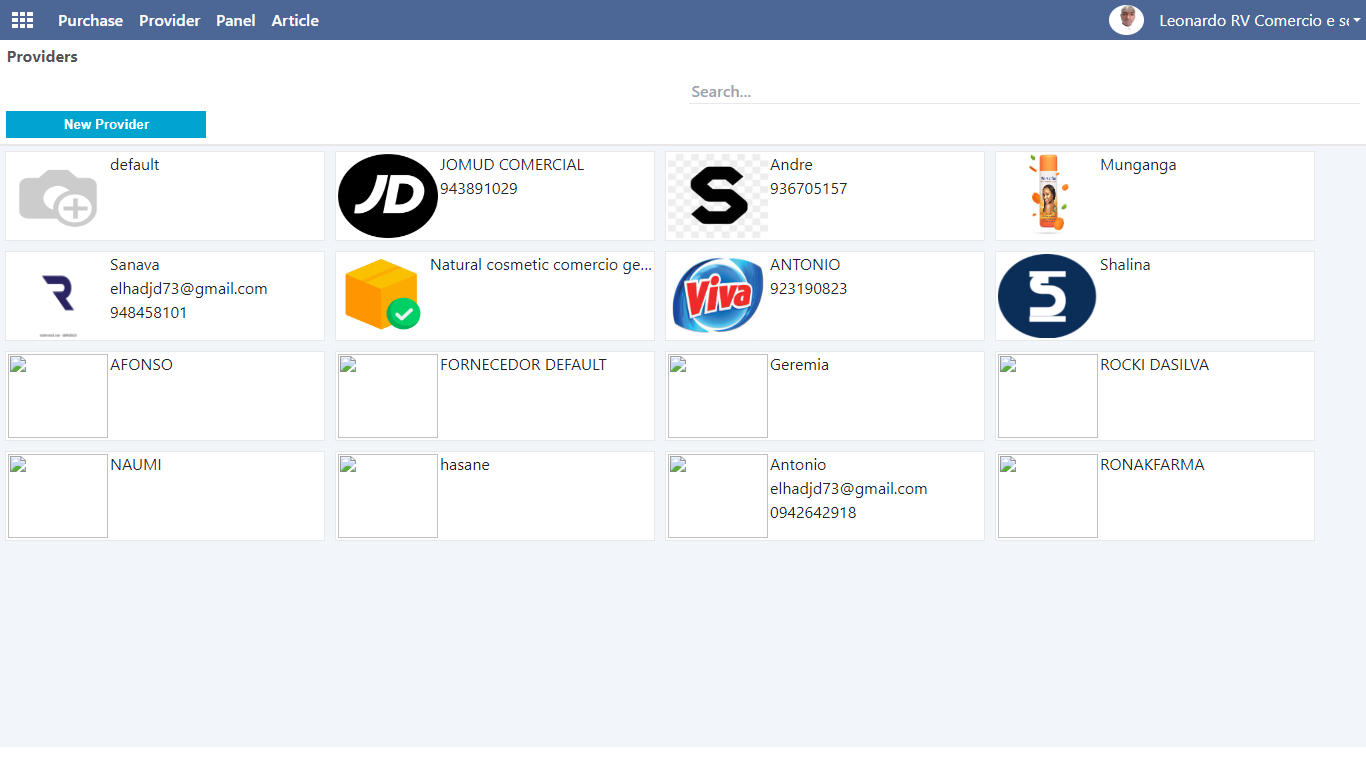 Purchase Provider Panel Article
Leonardo RV Comercio e se
Providers
Search...
New Provider
default
JD
JOMUD COMERCIAL
943891029
S
Andre
936705157
Munganga
R
Sanava
elhadjd73@gmail.com
948458101
Natural cosmetic comercio ge...
Viva
ANTONIO
923190823
S
Shalina
AFONSO
FORNECEDOR DEFAULT
Geremia
ROCKI DASILVA
NAUMI
hasane
Antonio
elhadjd73@gmail.com
0942642918
RONAKFARMA